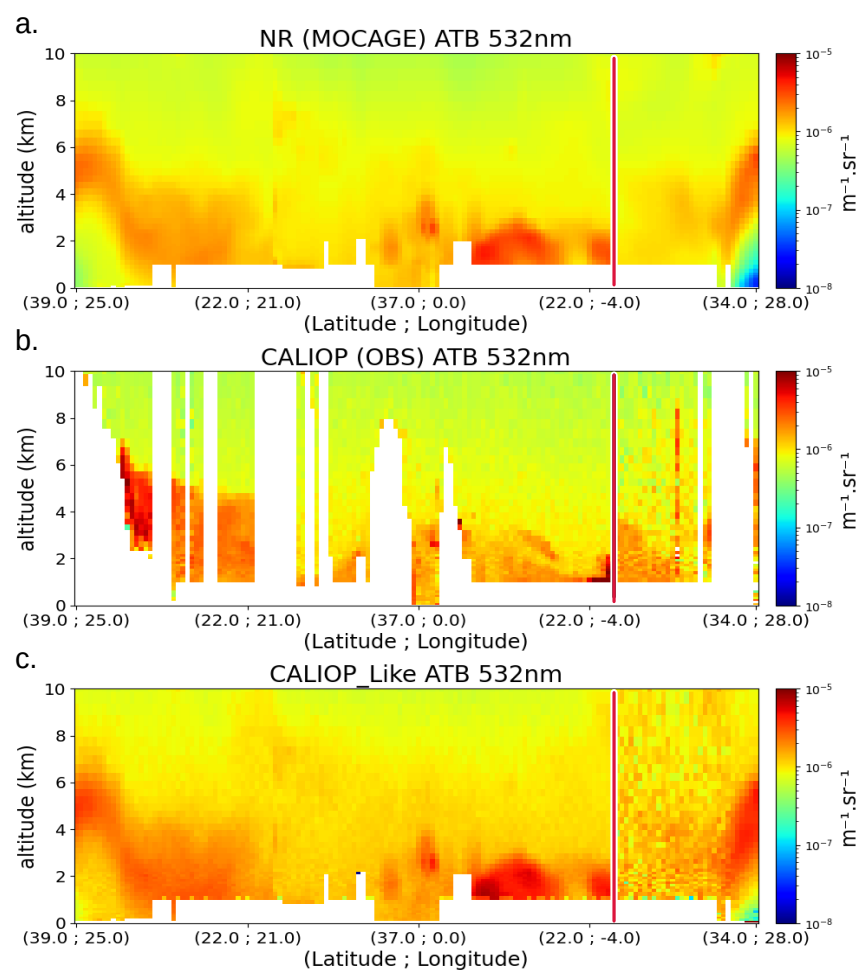 a.
NR (MOCAGE) ATB 532nm
10
8
6
4
2
0
altitude (km)
(39.0 ; 25.0) (22.0 ; 21.0) (37.0 ; 0.0) (22.0 ; -4.0) (34.0 ; 28.0)
(Latitude ; Longitude)
10⁻⁵
10⁻⁶
10⁻⁷
10⁻⁸
m⁻¹.sr⁻¹
b.
CALIOP (OBS) ATB 532nm
10
8
6
4
2
0
altitude (km)
(39.0 ; 25.0) (22.0 ; 21.0) (37.0 ; 0.0) (22.0 ; -4.0) (34.0 ; 28.0)
(Latitude ; Longitude)
10⁻⁵
10⁻⁶
10⁻⁷
10⁻⁸
m⁻¹.sr⁻¹
c.
CALIOP_Like ATB 532nm
10
8
6
4
2
0
altitude (km)
(39.0 ; 25.0) (22.0 ; 21.0) (37.0 ; 0.0) (22.0 ; -4.0) (34.0 ; 28.0)
(Latitude ; Longitude)
10⁻⁵
10⁻⁶
10⁻⁷
10⁻⁸
m⁻¹.sr⁻¹